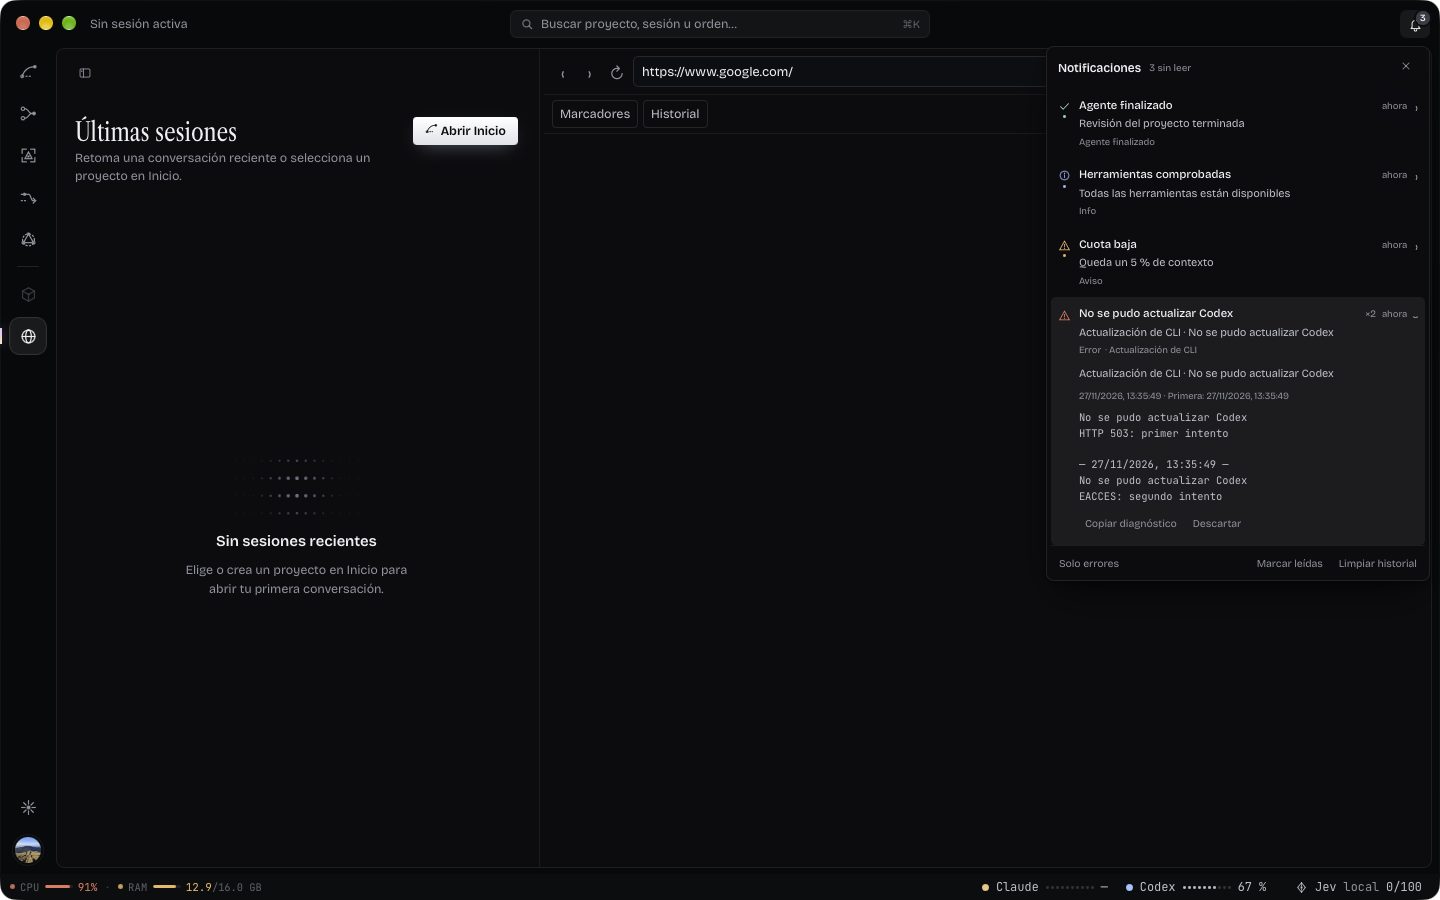 Sin sesión activa
Buscar proyecto, sesión u orden...
⌘K
3
https://www.google.com/
Marcadores
Historial
Últimas sesiones
Abrir Inicio
Retoma una conversación reciente o selecciona un
proyecto en Inicio.
Sin sesiones recientes
Elige o crea un proyecto en Inicio para
abrir tu primera conversación.
Notificaciones 3 sin leer
Agente finalizado ahora
Revisión del proyecto terminada
Agente finalizado
Herramientas comprobadas ahora
Todas las herramientas están disponibles
Info
Cuota baja ahora
Queda un 5 % de contexto
Aviso
No se pudo actualizar Codex ×2 ahora
Actualización de CLI · No se pudo actualizar Codex
Error · Actualización de CLI
Actualización de CLI · No se pudo actualizar Codex
27/11/2026, 13:35:49 · Primera: 27/11/2026, 13:35:49
No se pudo actualizar Codex
HTTP 503: primer intento
— 27/11/2026, 13:35:49 —
No se pudo actualizar Codex
EACCES: segundo intento
Copiar diagnóstico Descartar
Solo errores Marcar leídas Limpiar historial
CPU 91% · RAM 12.9/16.0 GB
Claude — Codex 67 % Jev local 0/100